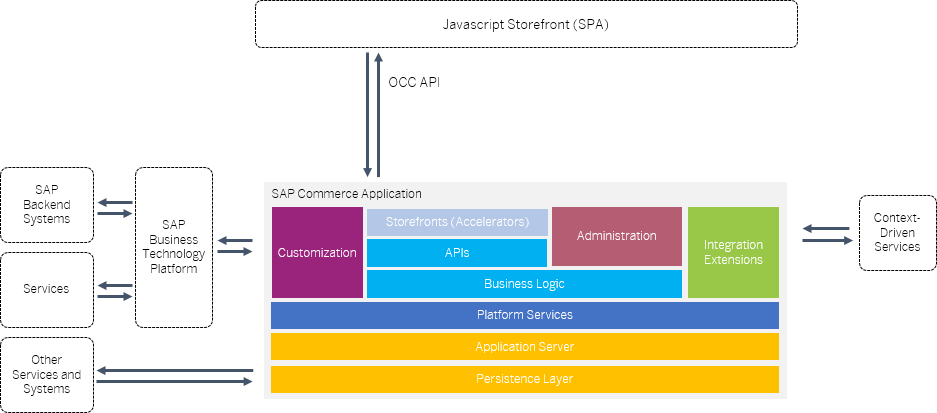 Javascript Storefront (SPA)
OCC API
SAP
Backend
Systems
Services
Other
Services and
Systems
SAP
Business
Technology
Platform
SAP Commerce Application
Customization
Storefronts (Accelerators)
APIs
Administration
Business Logic
Integration
Extensions
Platform Services
Application Server
Persistence Layer
Context-
Driven
Services